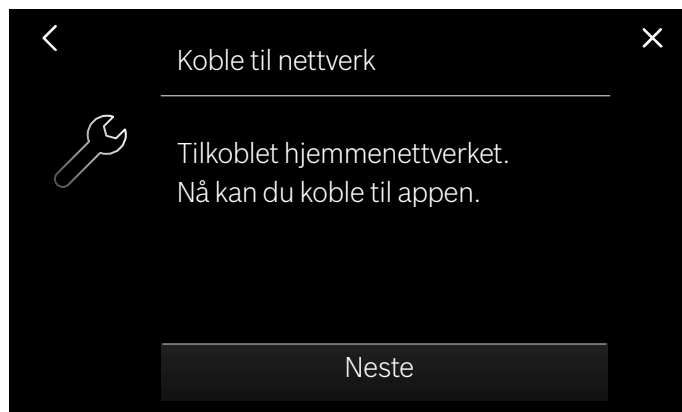 Koble til nettverk
Tilkoblet hjemmenettverket.
Nå kan du koble til appen.
Neste